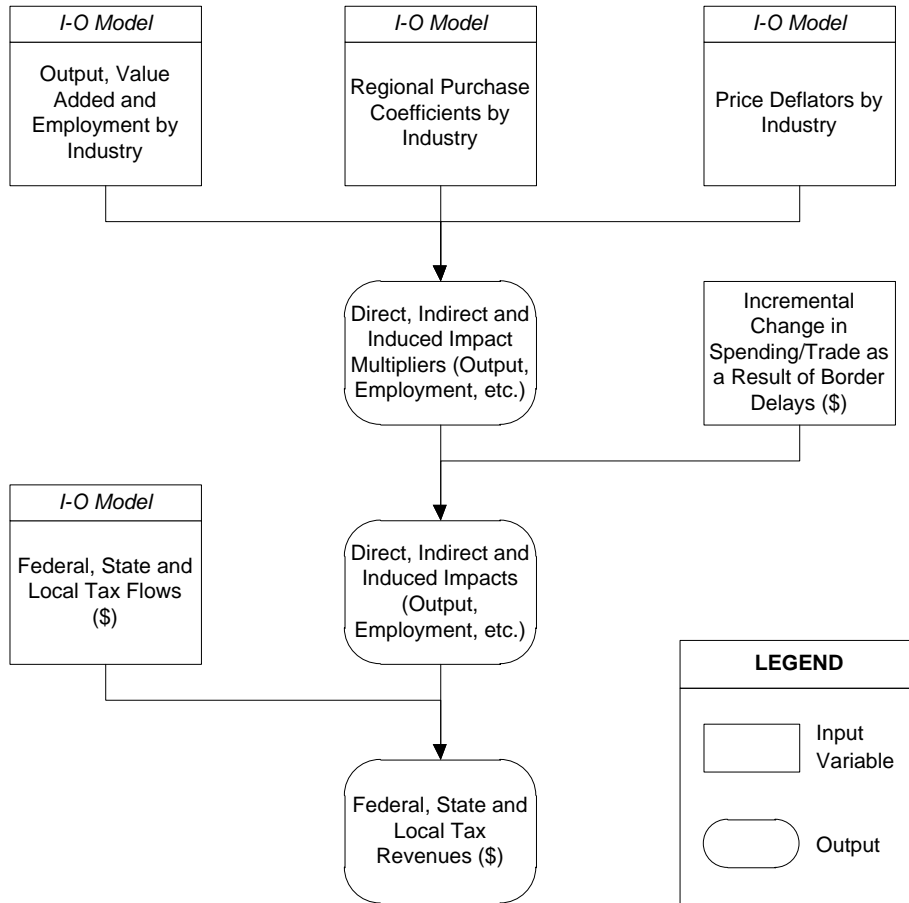 I-O Model
Output, Value
Added and
Employment by
Industry
I-O Model
Regional Purchase
Coefficients by
Industry
I-O Model
Price Deflators by
Industry
Direct, Indirect and
Induced Impact
Multipliers (Output,
Employment, etc.)
Incremental
Change in
Spending/Trade as
a Result of Border
Delays ($)
I-O Model
Federal, State and
Local Tax Flows
($)
Direct, Indirect and
Induced Impacts
(Output,
Employment, etc.)
Federal, State and
Local Tax
Revenues ($)
LEGEND
Input
Variable
Output